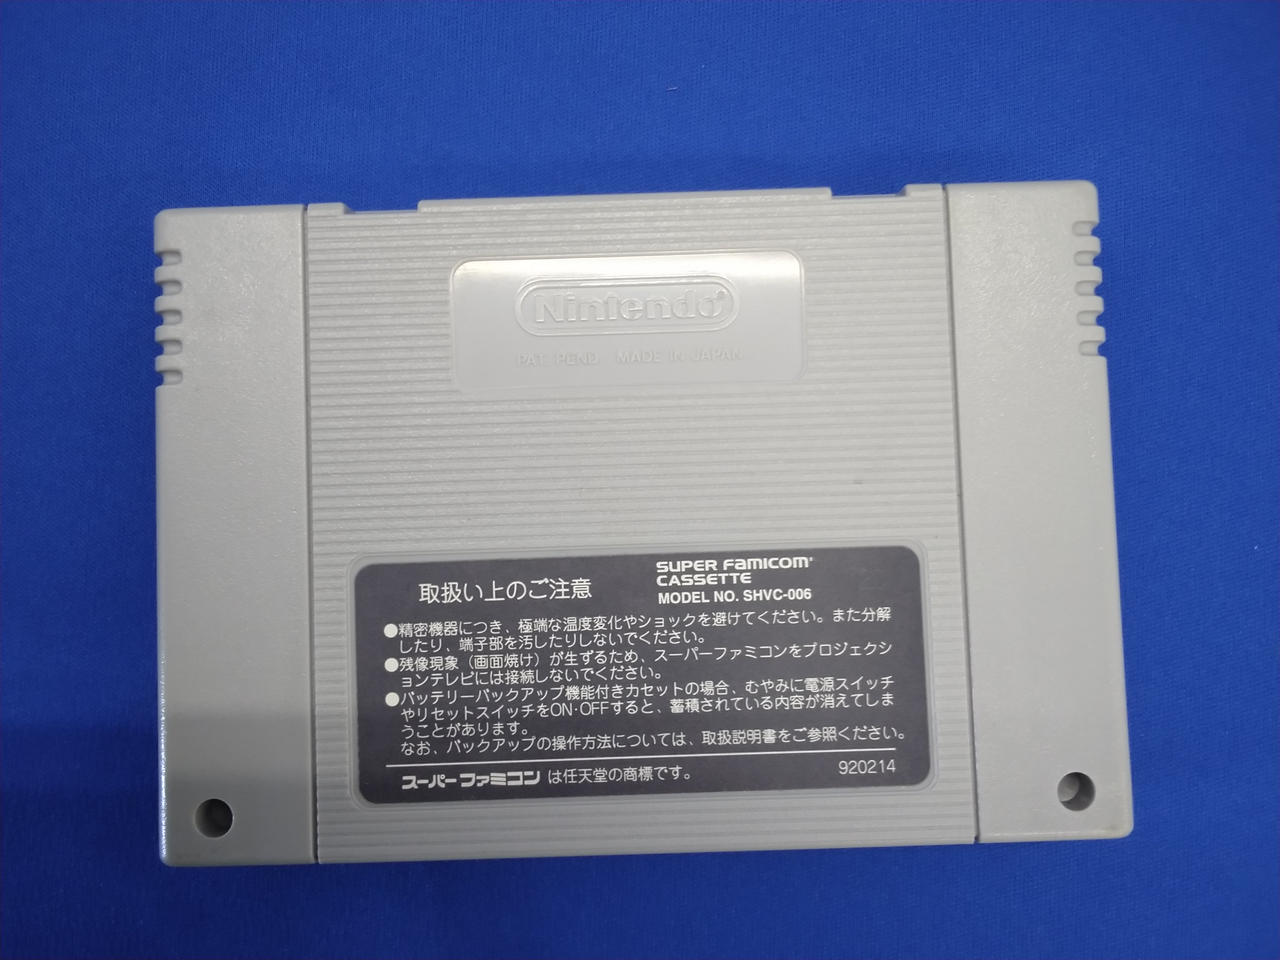 Nintendo®
PAT. PEND. MADE IN JAPAN
取扱い上のご注意
SUPER FAMICOM®
CASSETTE
MODEL NO. SHVC-006
●精密機器につき、極端な温度変化やショックを避けてください。また分解
したり、端子部を汚したりしないでください。
●残像現象（画面焼け）が生ずるため、スーパーファミコンをプロジェクシ
ョンテレビには接続しないでください。
●バッテリーバックアップ機能付きカセットの場合、むやみに電源スイッチ
やリセットスイッチをON·OFFすると、蓄積されている内容が消えてしま
うことがあります。
なお、バックアップの操作方法については、取扱説明書をご参照ください。
スーパーファミコン は任天堂の商標です。
920214